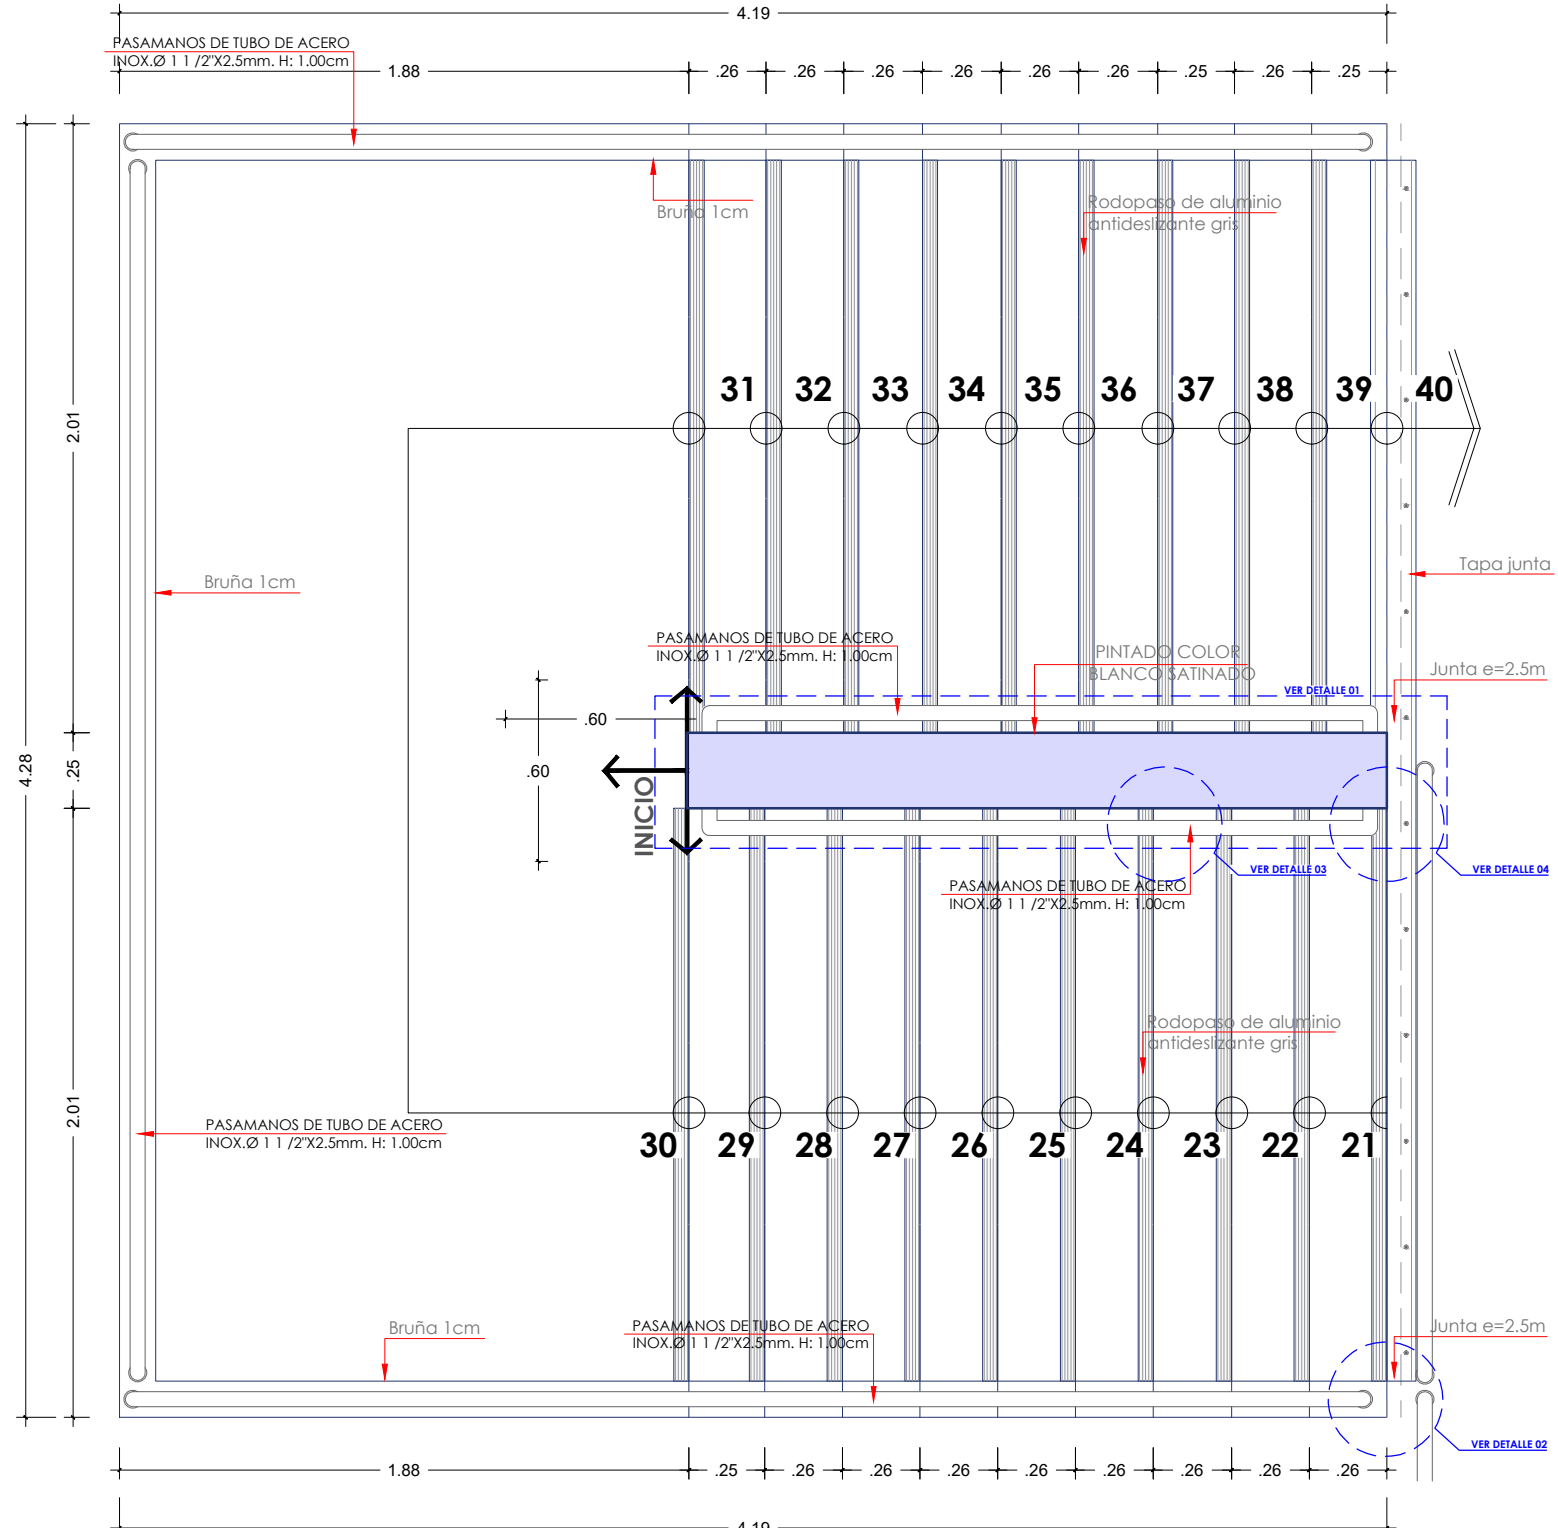 4.19
PASAMANOS DE TUBO DE ACERO
INOX.Ø 1 1 /2"X2.5mm. H: 1.00cm
1.88 .26 .26 .26 .26 .26 .26 .25 .26 .25
Bruña 1cm
Rodopaso de aluminio
antideslizante gris
31 32 33 34 35 36 37 38 39 40
2.01
Tapa junta
Bruña 1cm
PASAMANOS DE TUBO DE ACERO
INOX.Ø 1 1 /2"X2.5mm. H: 1.00cm
PINTADO COLOR
BLANCO SATINADO
Junta e=2.5m
VER DETALLE 01
.60
.60
INICIO
4.28
.25
VER DETALLE 03
VER DETALLE 04
PASAMANOS DE TUBO DE ACERO
INOX.Ø 1 1 /2"X2.5mm. H: 1.00cm
Rodopaso de aluminio
antideslizante gris
2.01
PASAMANOS DE TUBO DE ACERO
INOX.Ø 1 1 /2"X2.5mm. H: 1.00cm
30 29 28 27 26 25 24 23 22 21
Bruña 1cm
PASAMANOS DE TUBO DE ACERO
INOX.Ø 1 1 /2"X2.5mm. H: 1.00cm
Junta e=2.5m
VER DETALLE 02
1.88 .25 .26 .26 .26 .26 .26 .26 .26 .26
4.19